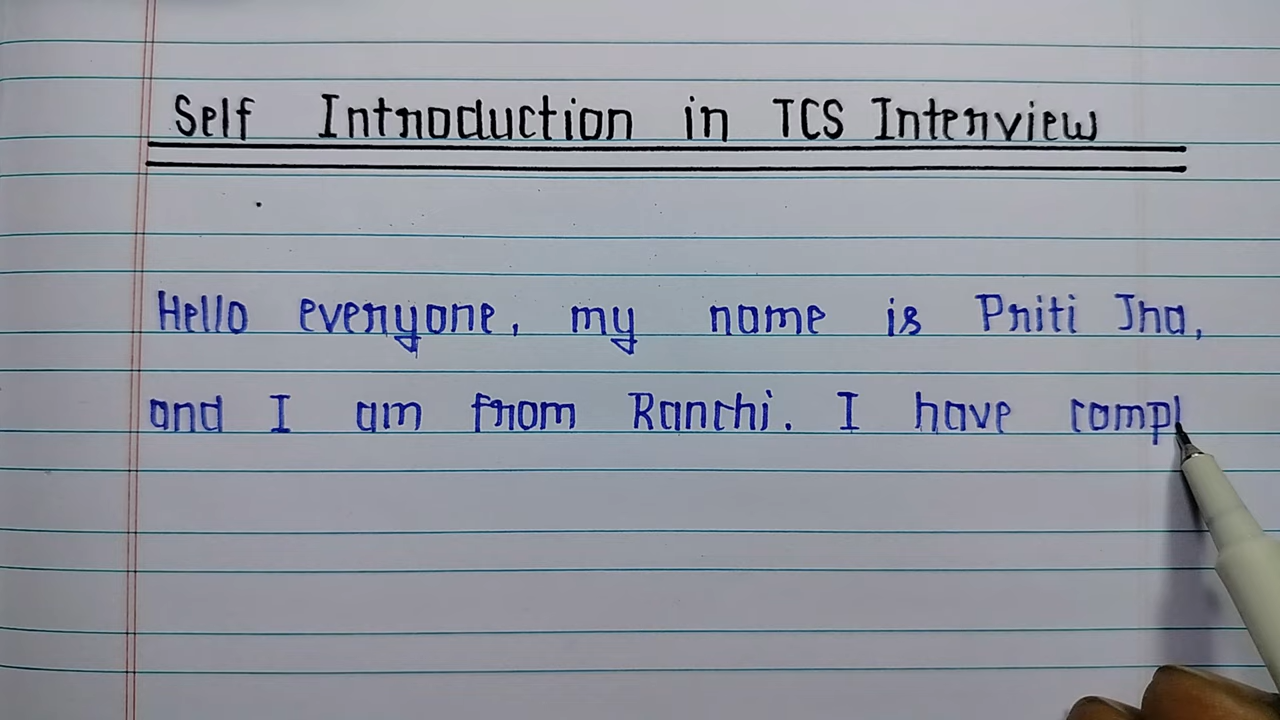 Self Introduction in TCS Interview
Hello everyone, my name is Priti Jha,
and I am from Ranchi. I have compl